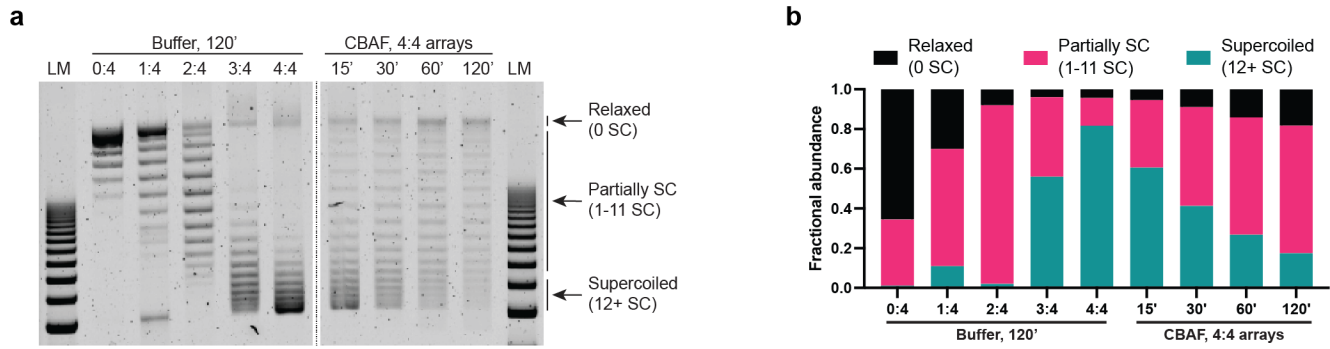 a
Buffer, 120’
CBAF, 4:4 arrays
LM
0:4
1:4
2:4
3:4
4:4
15’
30’
60’
120’
LM
Relaxed
(0 SC)
Partially SC
(1-11 SC)
Supercoiled
(12+ SC)
b
Relaxed
(0 SC)
Partially SC
(1-11 SC)
Supercoiled
(12+ SC)
Fractional abundance
1.0
0.8
0.6
0.4
0.2
0.0
0:4
1:4
2:4
3:4
4:4
15'
30'
60'
120'
Buffer, 120’
CBAF, 4:4 arrays